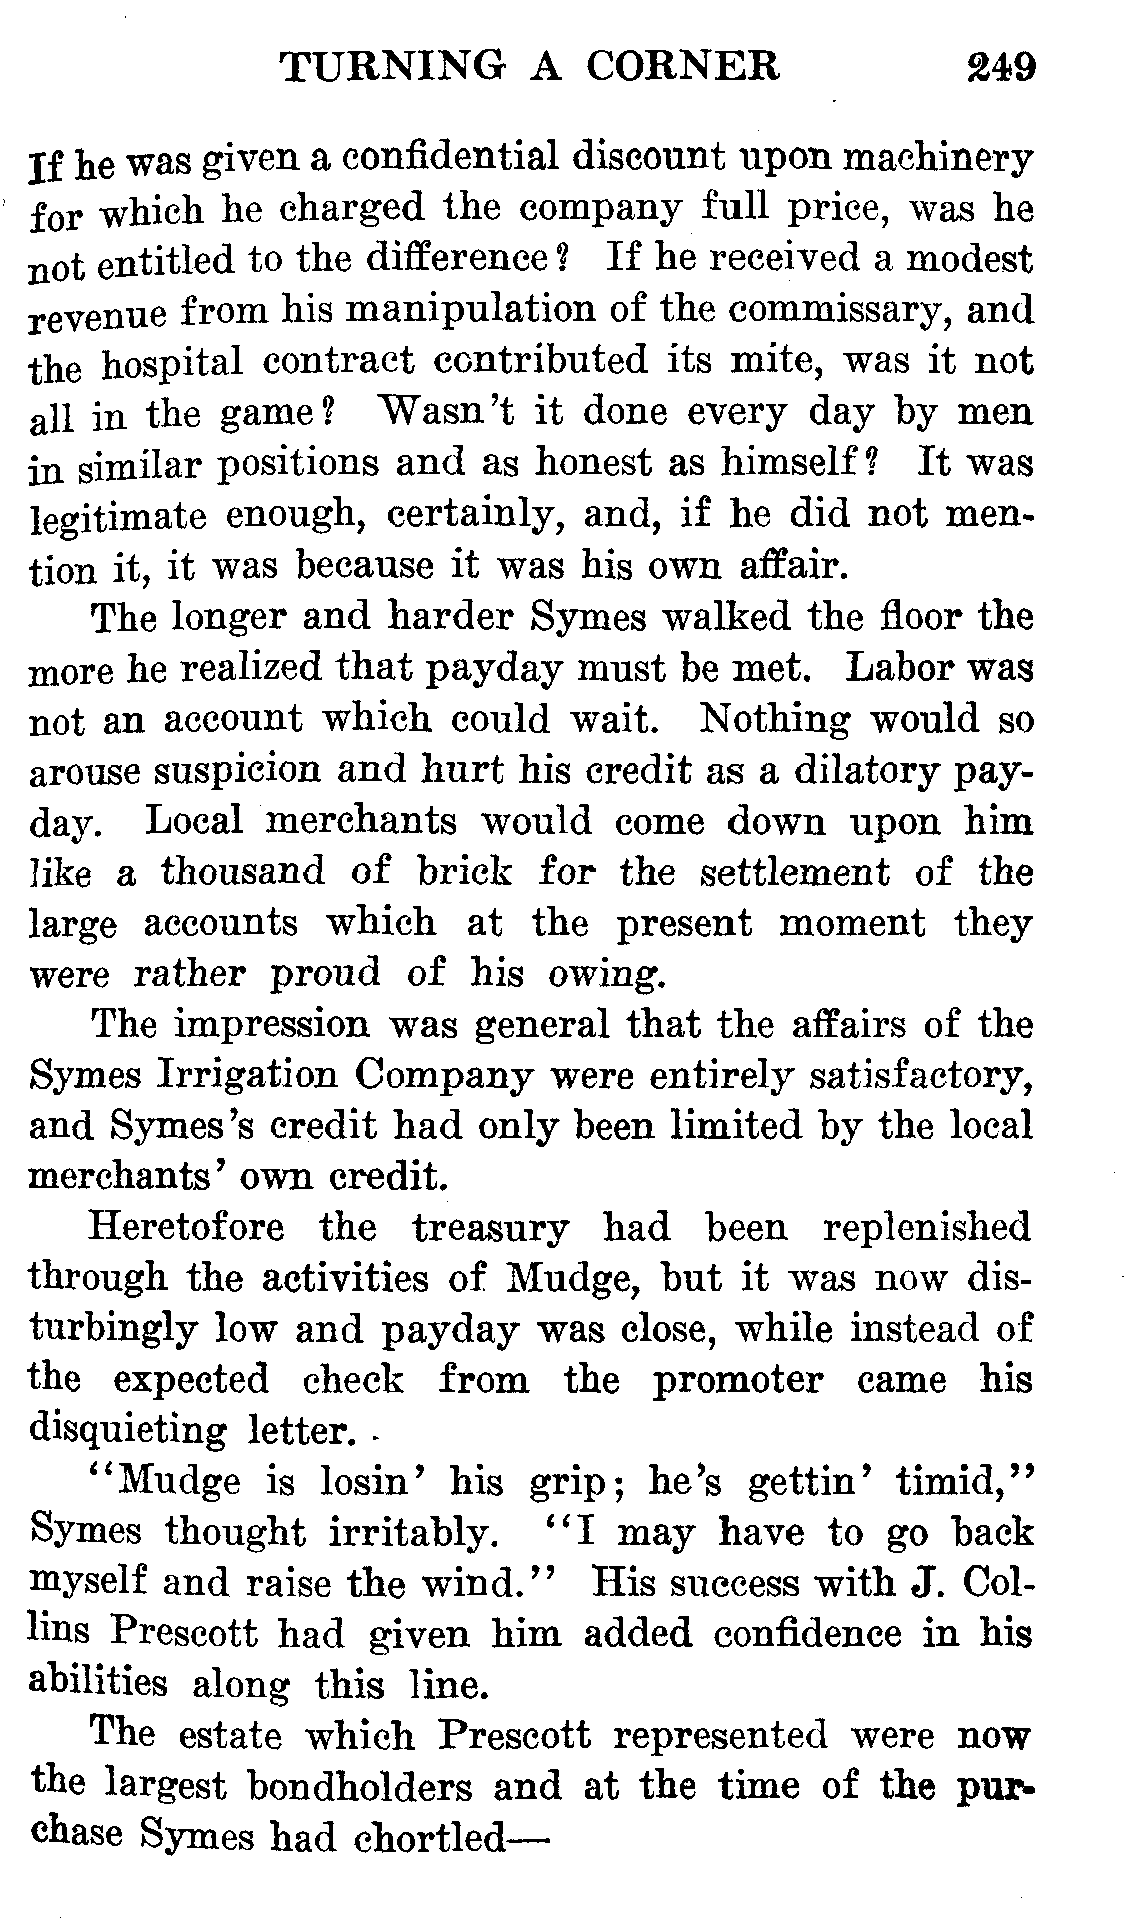 TURNING A CORNER 249
If he was given a confidential discount upon machinery
for which he charged the company full price, was he
not entitled to the difference? If he received a modest
revenue from his manipulation of the commissary, and
the hospital contract contributed its mite, was it not
all in the game? Wasn't it done every day by men
in similar positions and as honest as himself? It was
legitimate enough, certainly, and, if he did not men-
tion it, it was because it was his own affair.
The longer and harder Symes walked the floor the
more he realized that payday must be met. Labor was
not an account which could wait. Nothing would so
arouse suspicion and hurt his credit as a dilatory pay-
day. Local merchants would come down upon him
like a thousand of brick for the settlement of the
large accounts which at the present moment they
were rather proud of his owing.
The impression was general that the affairs of the
Symes Irrigation Company were entirely satisfactory,
and Symes's credit had only been limited by the local
merchants' own credit.
Heretofore the treasury had been replenished
through the activities of Mudge, but it was now dis-
turbingly low and payday was close, while instead of
the expected check from the promoter came his
disquieting letter.
"Mudge is losin' his grip; he's gettin' timid,"
Symes thought irritably. "I may have to go back
myself and raise the wind." His success with J. Col-
lins Prescott had given him added confidence in his
abilities along this line.
The estate which Prescott represented were now
the largest bondholders and at the time of the pur-
chase Symes had chortled—